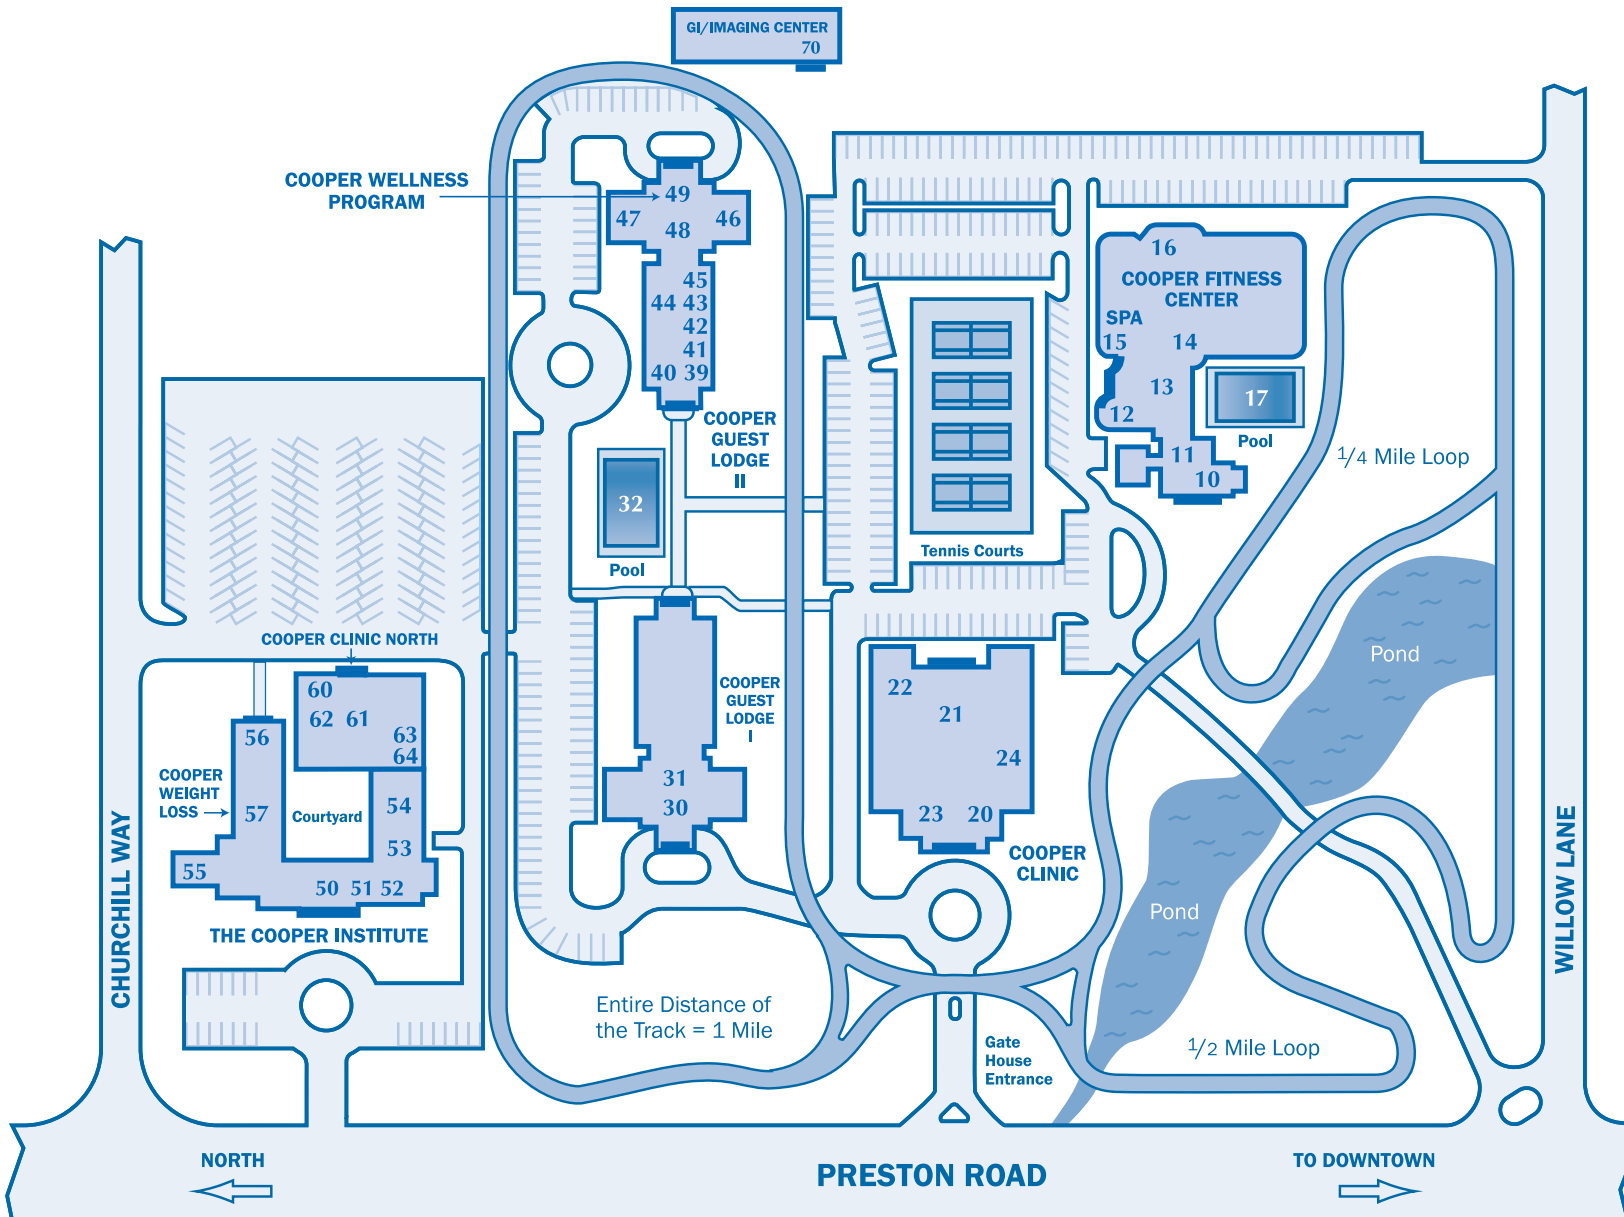 GI/IMAGING CENTER
70
COOPER WELLNESS
PROGRAM
49
47
48
46
45
44 43
42
41
40 39
COOPER
GUEST
LODGE
II
32
Pool
16
COOPER FITNESS
CENTER
SPA
15
14
13
12
17
Pool
11
10
1/4 Mile Loop
Tennis Courts
COOPER CLINIC NORTH
60
62 61
63
64
56
COOPER
WEIGHT
LOSS
57
Courtyard
54
53
55
50 51 52
THE COOPER INSTITUTE
COOPER
GUEST
LODGE
I
31
30
22
21
24
23
20
COOPER
CLINIC
Pond
Pond
CHURCHILL WAY
WILLOW LANE
Entire Distance of
the Track = 1 Mile
Gate
House
Entrance
1/2 Mile Loop
NORTH
PRESTON ROAD
TO DOWNTOWN